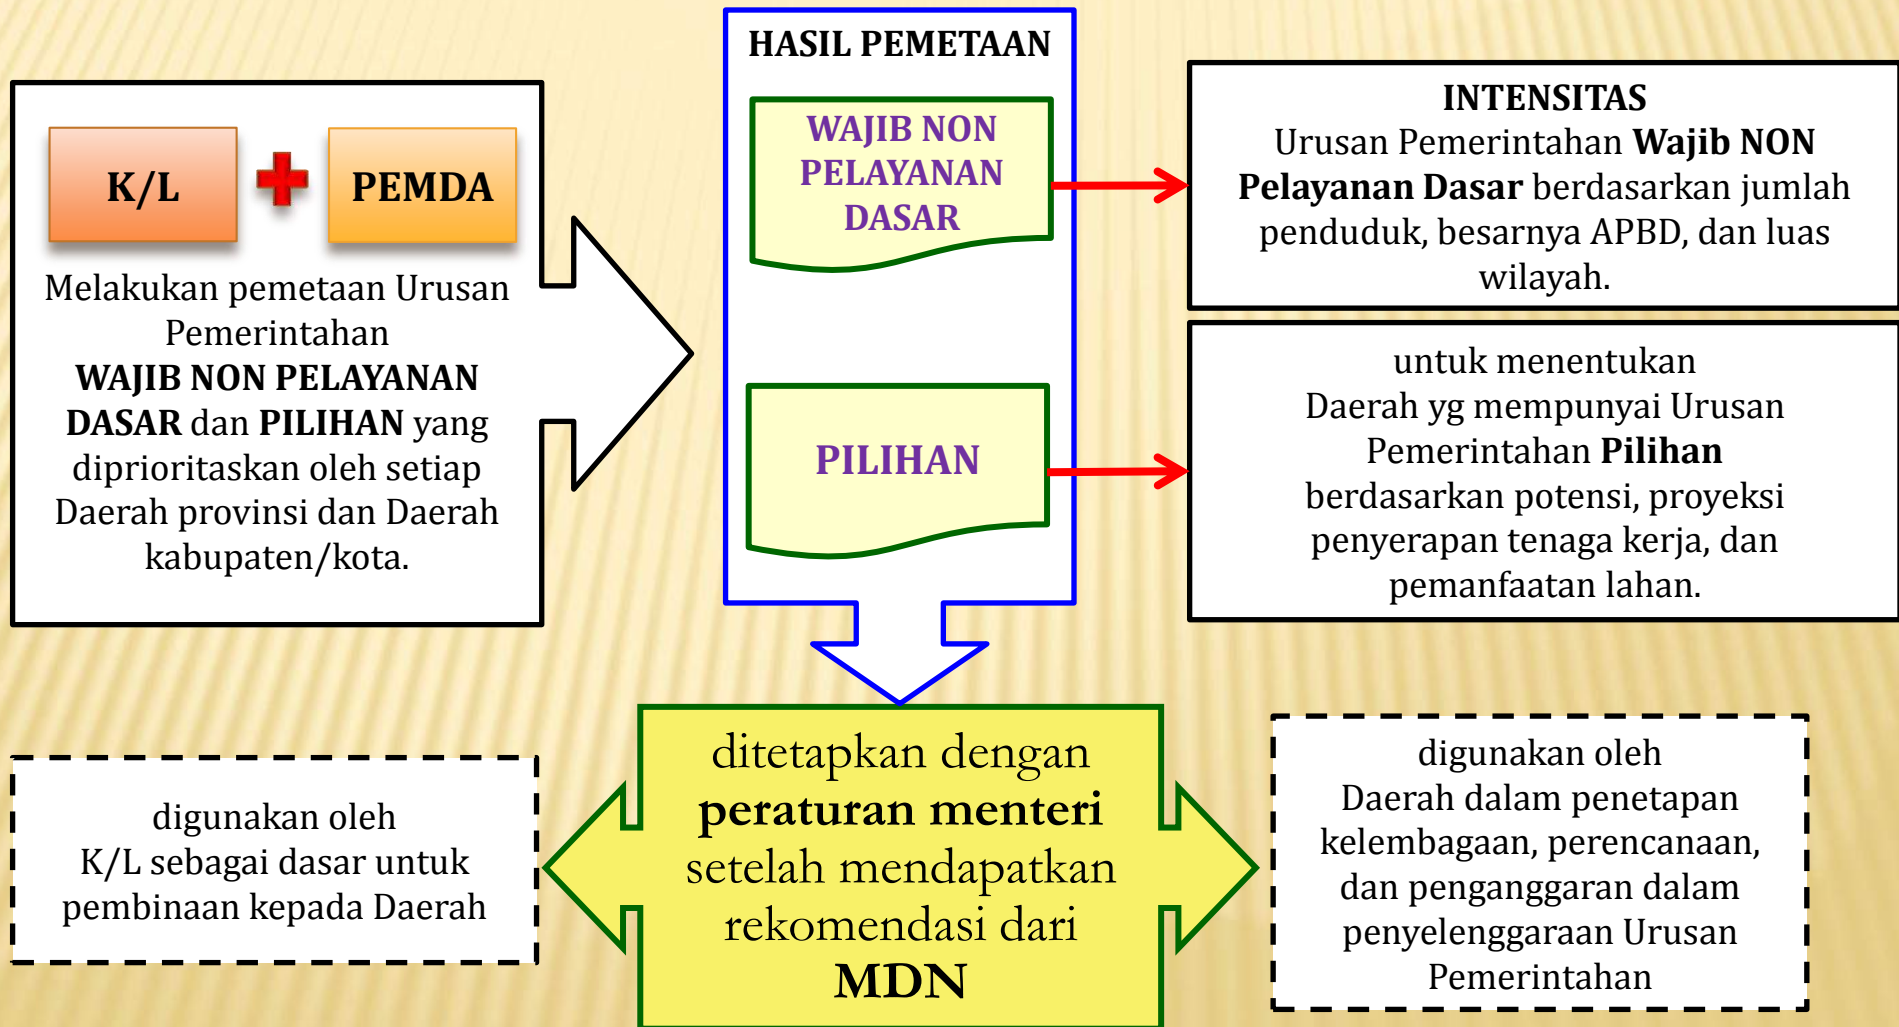 K/L
PEMDA
Melakukan pemetaan Urusan
Pemerintahan
WAJIB NON PELAYANAN
DASAR dan PILIHAN yang
diprioritaskan oleh setiap
Daerah provinsi dan Daerah
kabupaten/kota.
HASIL PEMETAAN
WAJIB NON
PELAYANAN
DASAR
PILIHAN
INTENSITAS
Urusan Pemerintahan Wajib NON
Pelayanan Dasar berdasarkan jumlah
penduduk, besarnya APBD, dan luas
wilayah.
untuk menentukan
Daerah yg mempunyai Urusan
Pemerintahan Pilihan
berdasarkan potensi, proyeksi
penyerapan tenaga kerja, dan
pemanfaatan lahan.
digunakan oleh
K/L sebagai dasar untuk
pembinaan kepada Daerah
ditetapkan dengan
peraturan menteri
setelah mendapatkan
rekomendasi dari
MDN
digunakan oleh
Daerah dalam penetapan
kelembagaan, perencanaan,
dan penganggaran dalam
penyelenggaraan Urusan
Pemerintahan